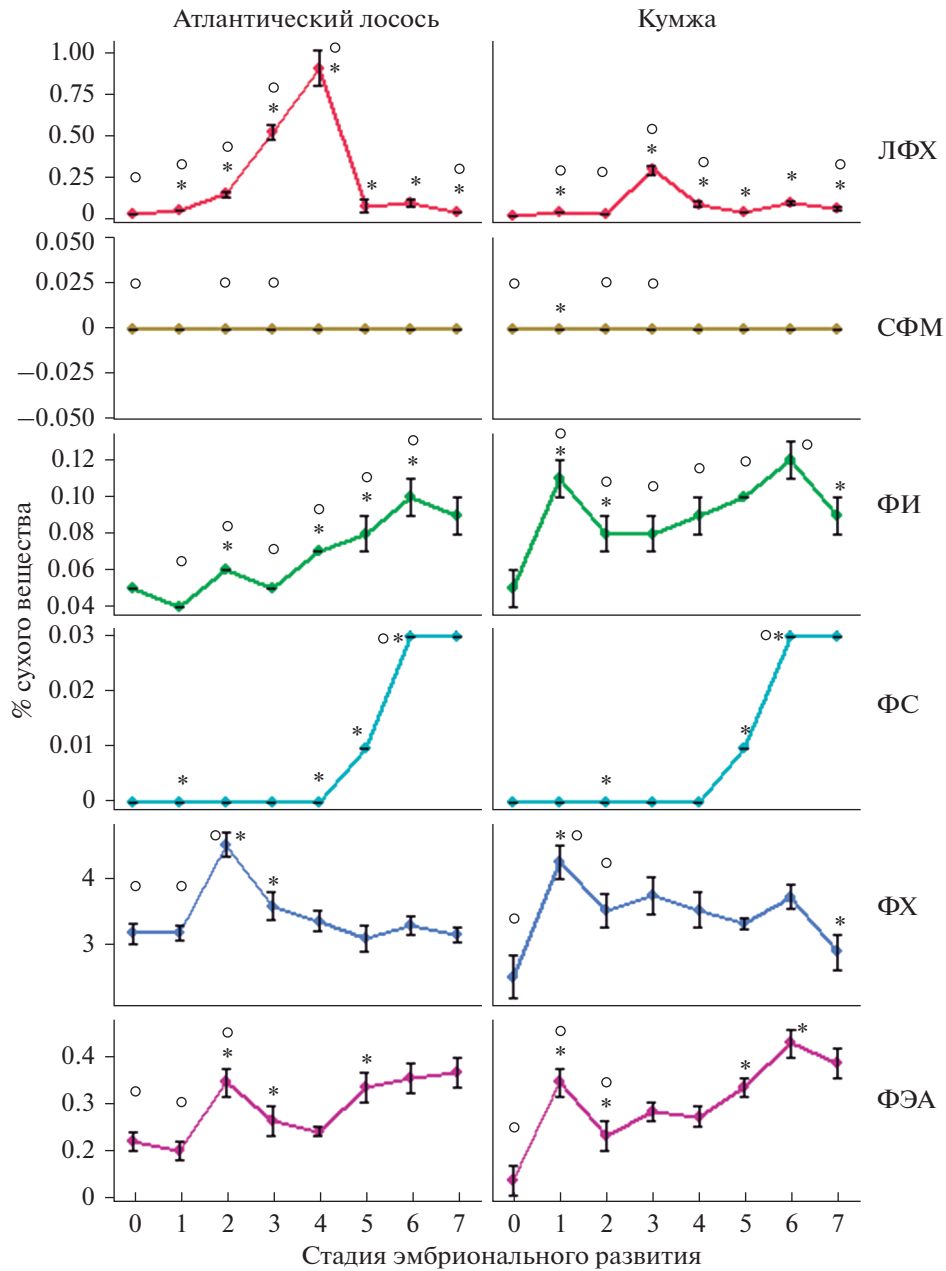 Атлантический лосось
Кумжа
1.00
0.75
0.50
0.25
0
ЛФХ
0.050
0.025
0
−0.025
−0.050
СФМ
0.12
0.10
0.08
0.06
0.04
ФИ
0.03
0.02
0.01
0
ФС
4
3
ФХ
0.4
0.3
0.2
0
ФЭА
% сухого вещества
0 1 2 3 4 5 6 7
0 1 2 3 4 5 6 7
Стадия эмбрионального развития